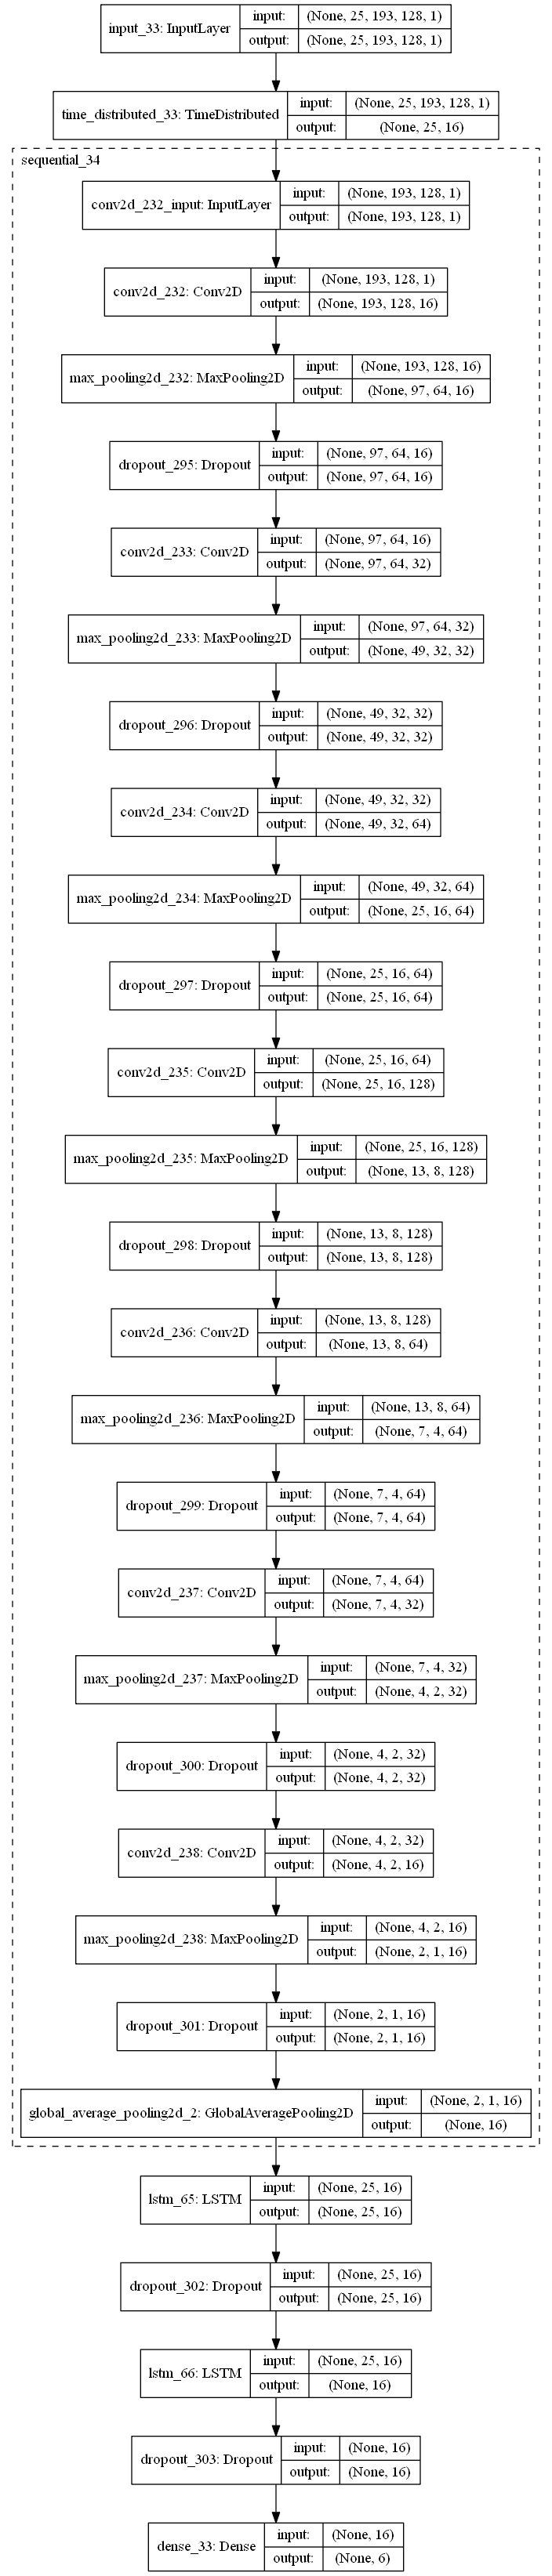 input_33: InputLayer
input: (None, 25, 193, 128, 1)
output: (None, 25, 193, 128, 1)
time_distributed_33: TimeDistributed
input: (None, 25, 193, 128, 1)
output: (None, 25, 16)
sequential_34
conv2d_232_input: InputLayer
input: (None, 193, 128, 1)
output: (None, 193, 128, 1)
conv2d_232: Conv2D
input: (None, 193, 128, 1)
output: (None, 193, 128, 16)
max_pooling2d_232: MaxPooling2D
input: (None, 193, 128, 16)
output: (None, 97, 64, 16)
dropout_295: Dropout
input: (None, 97, 64, 16)
output: (None, 97, 64, 16)
conv2d_233: Conv2D
input: (None, 97, 64, 16)
output: (None, 97, 64, 32)
max_pooling2d_233: MaxPooling2D
input: (None, 97, 64, 32)
output: (None, 49, 32, 32)
dropout_296: Dropout
input: (None, 49, 32, 32)
output: (None, 49, 32, 32)
conv2d_234: Conv2D
input: (None, 49, 32, 32)
output: (None, 49, 32, 64)
max_pooling2d_234: MaxPooling2D
input: (None, 49, 32, 64)
output: (None, 25, 16, 64)
dropout_297: Dropout
input: (None, 25, 16, 64)
output: (None, 25, 16, 64)
conv2d_235: Conv2D
input: (None, 25, 16, 64)
output: (None, 25, 16, 128)
max_pooling2d_235: MaxPooling2D
input: (None, 25, 16, 128)
output: (None, 13, 8, 128)
dropout_298: Dropout
input: (None, 13, 8, 128)
output: (None, 13, 8, 128)
conv2d_236: Conv2D
input: (None, 13, 8, 128)
output: (None, 13, 8, 64)
max_pooling2d_236: MaxPooling2D
input: (None, 13, 8, 64)
output: (None, 7, 4, 64)
dropout_299: Dropout
input: (None, 7, 4, 64)
output: (None, 7, 4, 64)
conv2d_237: Conv2D
input: (None, 7, 4, 64)
output: (None, 7, 4, 32)
max_pooling2d_237: MaxPooling2D
input: (None, 7, 4, 32)
output: (None, 4, 2, 32)
dropout_300: Dropout
input: (None, 4, 2, 32)
output: (None, 4, 2, 32)
conv2d_238: Conv2D
input: (None, 4, 2, 32)
output: (None, 4, 2, 16)
max_pooling2d_238: MaxPooling2D
input: (None, 4, 2, 16)
output: (None, 2, 1, 16)
dropout_301: Dropout
input: (None, 2, 1, 16)
output: (None, 2, 1, 16)
global_average_pooling2d_2: GlobalAveragePooling2D
input: (None, 2, 1, 16)
output: (None, 16)
lstm_65: LSTM
input: (None, 25, 16)
output: (None, 25, 16)
dropout_302: Dropout
input: (None, 25, 16)
output: (None, 25, 16)
lstm_66: LSTM
input: (None, 25, 16)
output: (None, 16)
dropout_303: Dropout
input: (None, 16)
output: (None, 16)
dense_33: Dense
input: (None, 16)
output: (None, 6)